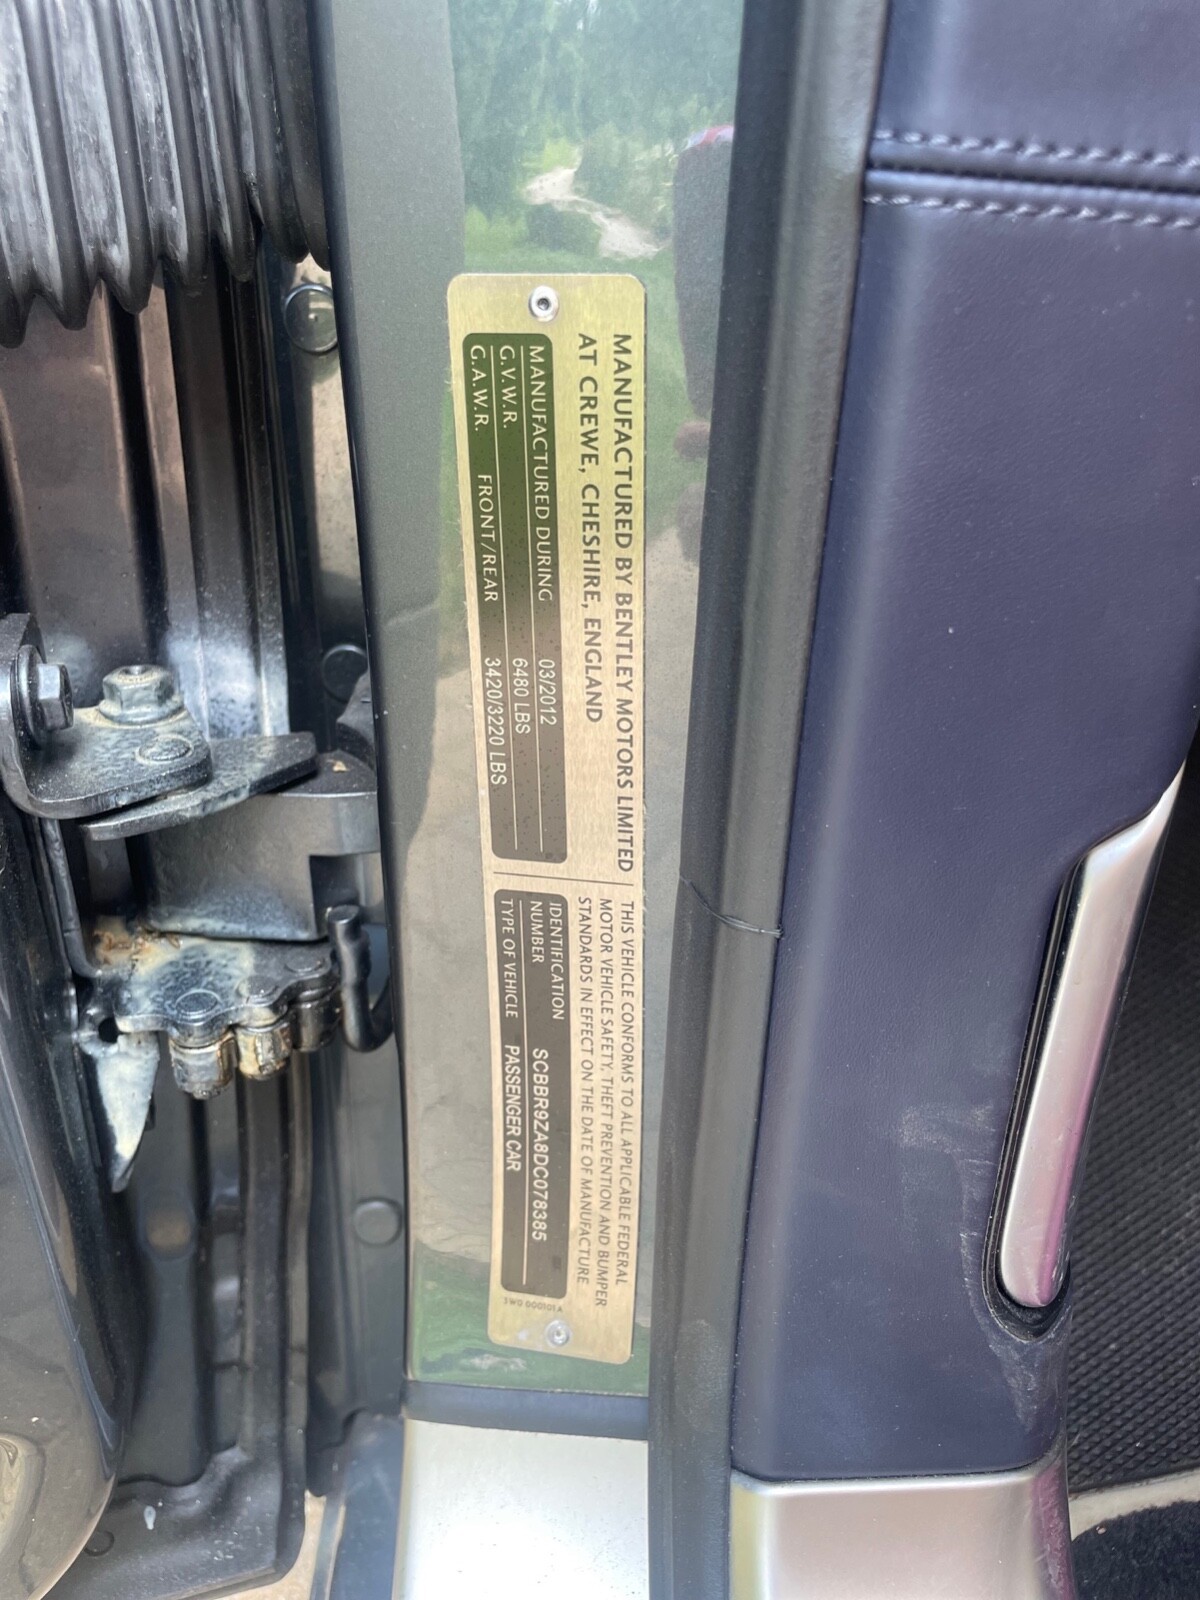 MANUFACTURED BY BENTLEY MOTORS LIMITED
AT CREWE, CHESHIRE, ENGLAND
MANUFACTURED DURING 03/2012
G.V.W.R. 6480 LBS
G.A.W.R. FRONT/REAR 3420/3220 LBS
THIS VEHICLE CONFORMS TO ALL APPLICABLE FEDERAL
MOTOR VEHICLE SAFETY, THEFT PREVENTION AND BUMPER
STANDARDS IN EFFECT ON THE DATE OF MANUFACTURE
IDENTIFICATION
NUMBER SCBBR9ZA8DC078385
TYPE OF VEHICLE PASSENGER CAR
3W0 000101A